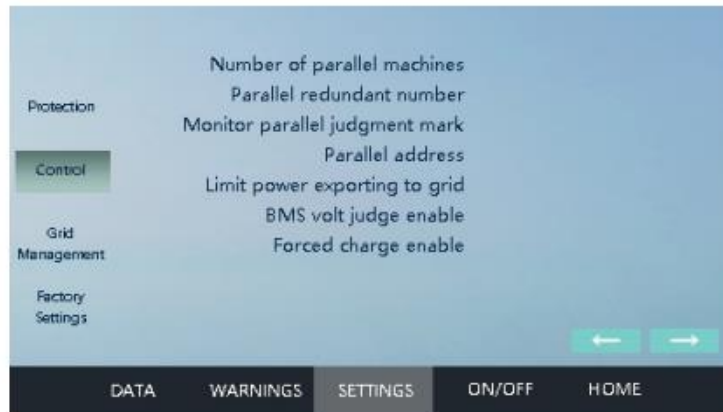 Number of parallel machines
Parallel redundant number
Monitor parallel judgment mark
Parallel address
Limit power exporting to grid
BMS volt judge enable
Forced charge enable
Protection
Control
Grid
Management
Factory
Settings
← →
DATA WARNINGS SETTINGS ON/OFF HOME